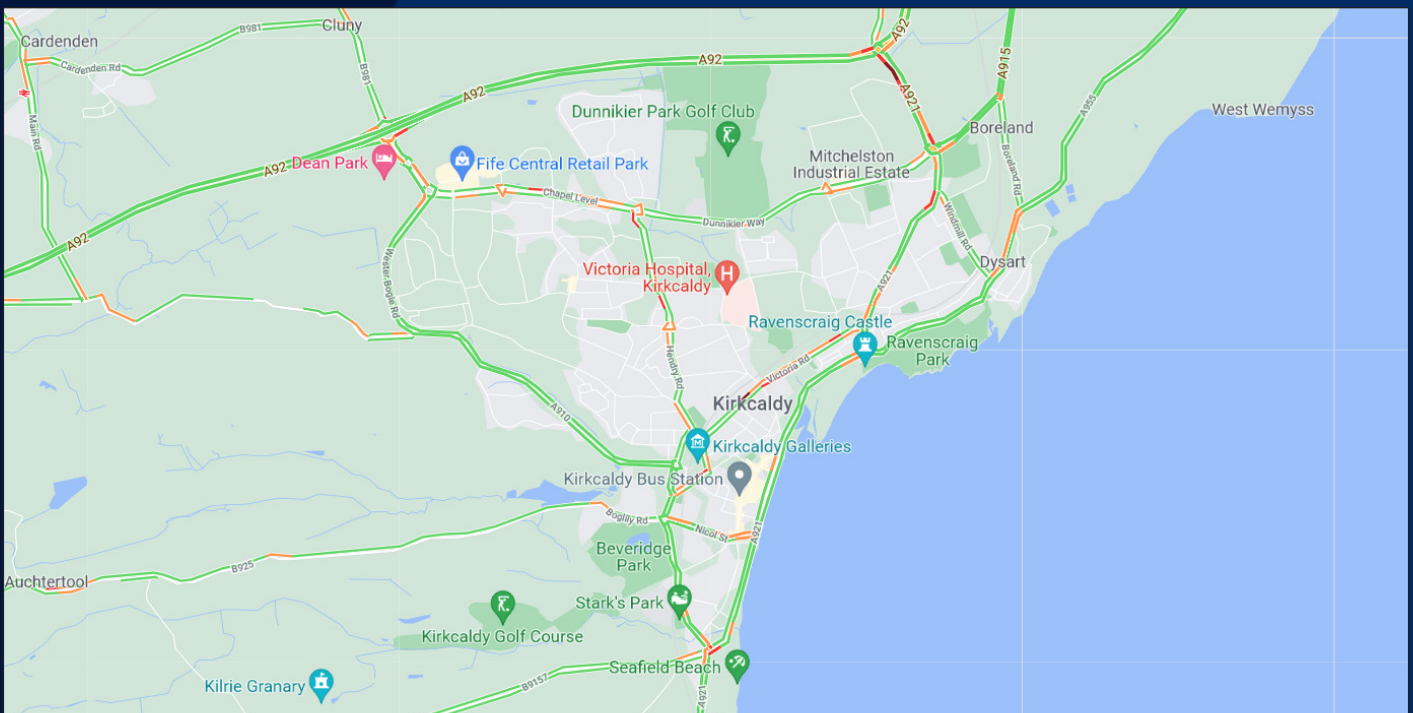 Cluny
B981
Cardenden
Cardenden Rd
B981
A92
A92
A915
A92
A921
A955
Main Rd
West Wemyss
Dunnikier Park Golf Club
Boreland
Dean Park
Fife Central Retail Park
Mitchelston
Industrial Estate
A92
Boreland Rd
Chapel Level
Dunnikier Way
Windmill Rd
A92
Wester Bogie Rd
Dysart
Victoria Hospital,
Kirkcaldy
A921
Ravenscraig Castle
Ravenscraig
Park
Hendry Rd
Victoria Rd
Kirkcaldy
A910
Kirkcaldy Galleries
Kirkcaldy Bus Station
Boglily Rd
Nicol St
A921
Beveridge
Park
B925
Auchtertool
Stark's Park
Kirkcaldy Golf Course
Seafield Beach
Kilrie Granary
B9157
A921